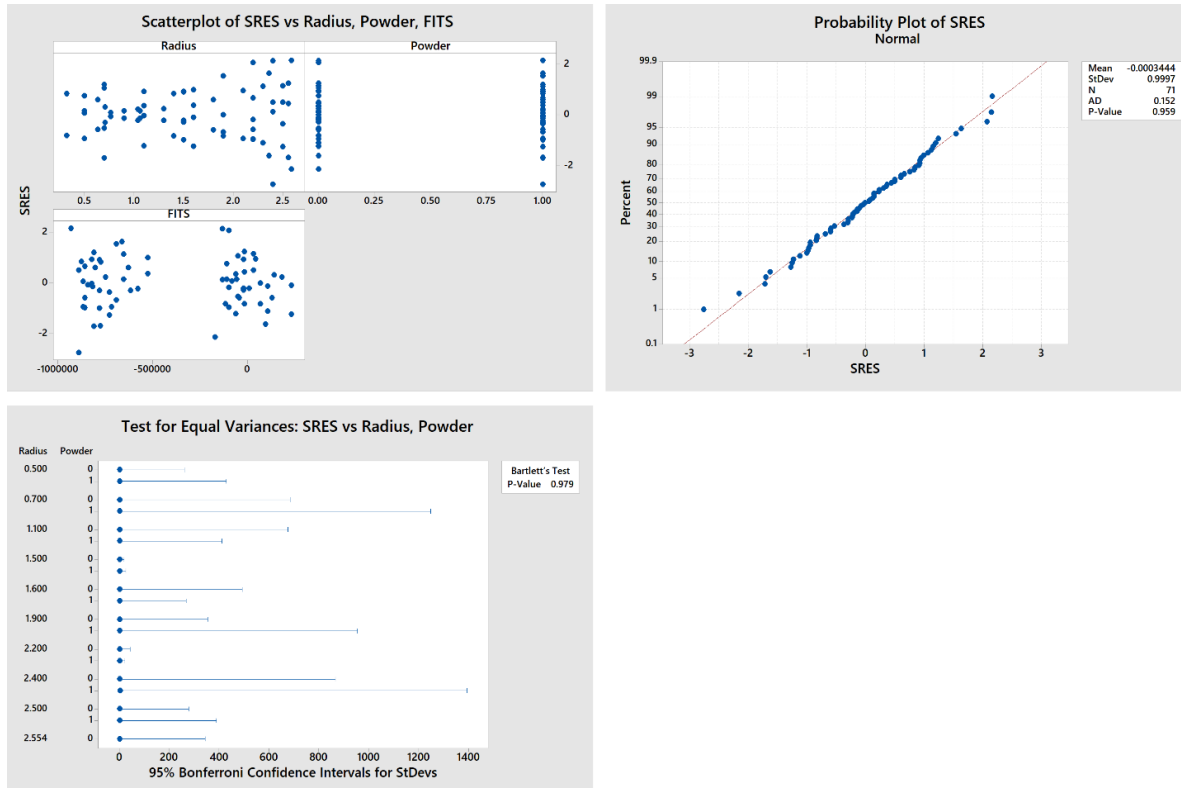 Scatterplot of SRES vs Radius, Powder, FITS
Radius Powder
2
0
-2
0.5 1.0 1.5 2.0 2.5 0.00 0.25 0.50 0.75 1.00
SRES
FITS
2
0
-2
-1000000 -500000 0
Probability Plot of SRES
Normal
Mean -0.0003444
StDev 0.9997
N 71
AD 0.152
P-Value 0.959
99.9
99
95
90
80
70
60
50
40
30
20
10
5
1
0.1
Percent
-3 -2 -1 0 1 2 3
SRES
Test for Equal Variances: SRES vs Radius, Powder
Radius Powder
0.500 0
1
0.700 0
1
1.100 0
1
1.500 0
1
1.600 0
1
1.900 0
1
2.200 0
1
2.400 0
1
2.500 0
1
2.554 0
Bartlett's Test
P-Value 0.979
0 200 400 600 800 1000 1200 1400
95% Bonferroni Confidence Intervals for StDevs